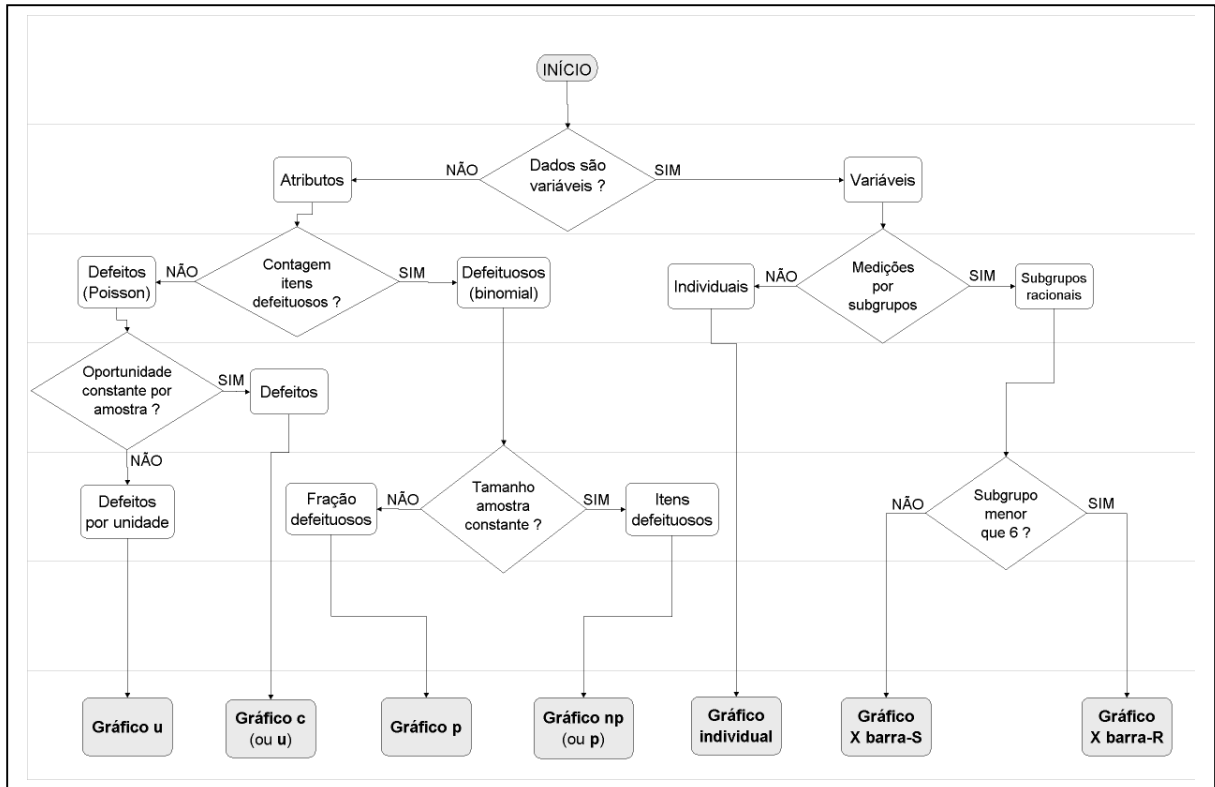 INÍCIO
Dados são
variáveis ?
NÃO
SIM
Atributos
Variáveis
Contagem
itens
defeituosos ?
NÃO
SIM
Defeitos
(Poisson)
Defeituosos
(binomial)
Medições
por
subgrupos
NÃO
SIM
Individuais
Subgrupos
racionais
Oportunidade
constante por
amostra ?
SIM
Defeitos
NÃO
Defeitos
por unidade
Tamanho
amostra
constante ?
NÃO
SIM
Fração
defeituosos
Itens
defeituosos
Subgrupo
menor
que 6 ?
NÃO
SIM
Gráfico u
Gráfico c
(ou u)
Gráfico p
Gráfico np
(ou p)
Gráfico
individual
Gráfico
X barra-S
Gráfico
X barra-R